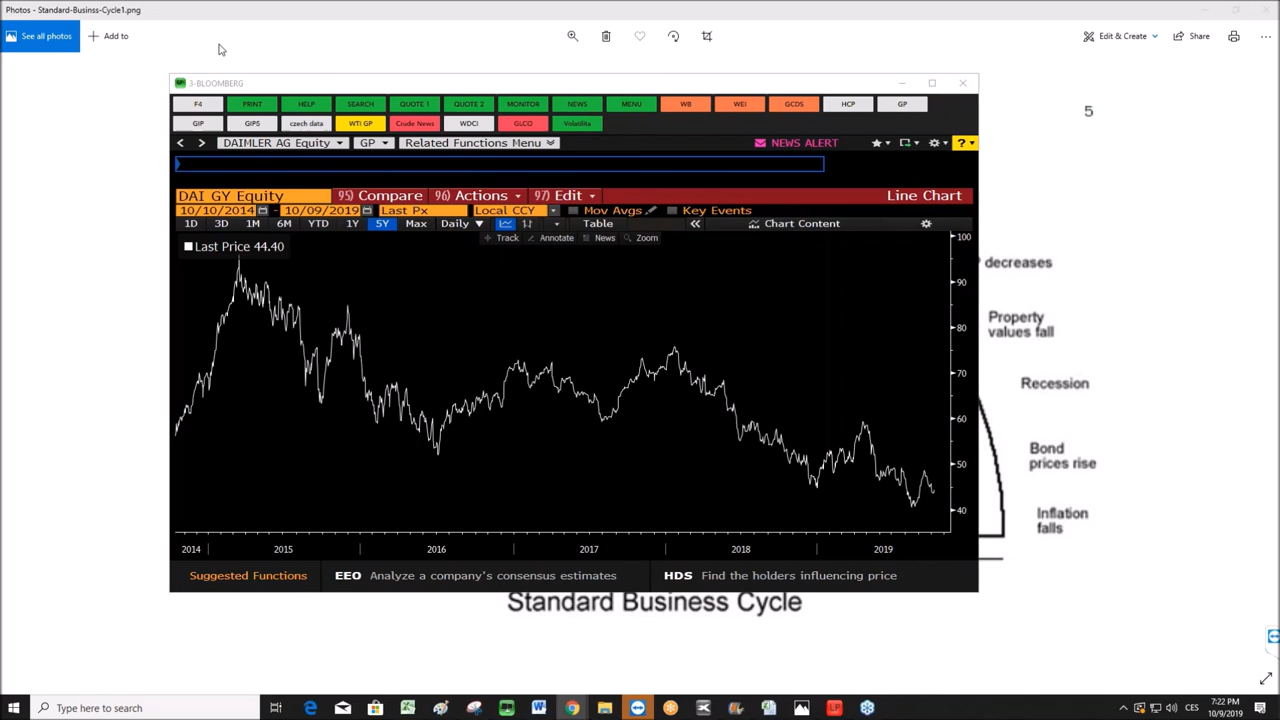 Photos - Standard-Businss-Cycle1.png
See all photos
Add to
Edit & Create
Share
3-BLOOMBERG
F4 PRINT HELP SEARCH QUOTE 1 QUOTE 2 MONITOR NEWS MENU WB WEI GCDS HCP GP
GIP GIPS czech data WTI GP Crude News WDCI GLCO Volatilita
5
DAIMLER AG Equity GP Related Functions Menu NEWS ALERT ?
DAI GY Equity 95) Compare 96) Actions 97) Edit Line Chart
10/10/2014 - 10/09/2019 Last Px Local CCY Mov Avgs Key Events
1D 3D 1M 6M YTD 1Y 5Y Max Daily Table Chart Content
Track Annotate News Zoom
Last Price 44.40
100
90
80
70
60
50
40
2014 2015 2016 2017 2018 2019
Suggested Functions EEO Analyze a company's consensus estimates HDS Find the holders influencing price
decreases
Property
values fall
Recession
Bond
prices rise
Inflation
falls
Standard Business Cycle
Type here to search
CES
7:22 PM
10/9/2019